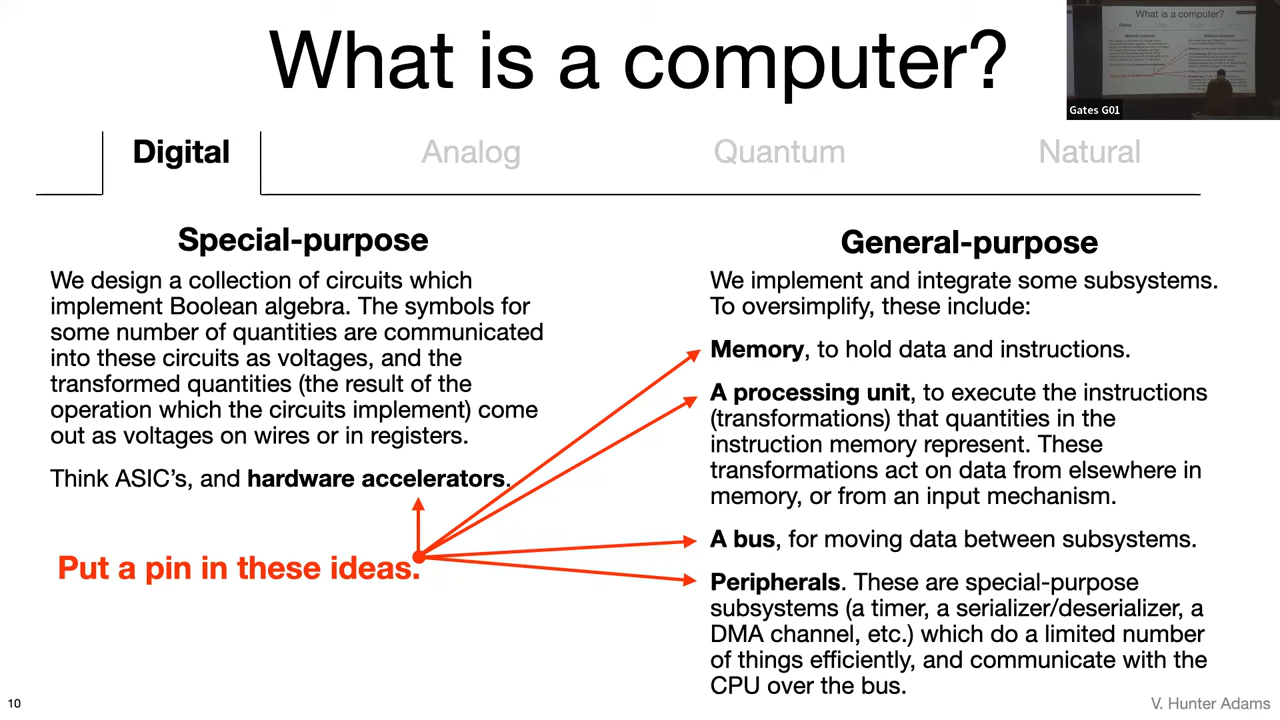 What is a computer?
Gates G01
Digital
Analog
Quantum
Natural
Special-purpose
We design a collection of circuits which
implement Boolean algebra. The symbols for
some number of quantities are communicated
into these circuits as voltages, and the
transformed quantities (the result of the
operation which the circuits implement) come
out as voltages on wires or in registers.
Think ASIC's, and hardware accelerators.
Put a pin in these ideas.
General-purpose
We implement and integrate some subsystems.
To oversimplify, these include:
Memory, to hold data and instructions.
A processing unit, to execute the instructions
(transformations) that quantities in the
instruction memory represent. These
transformations act on data from elsewhere in
memory, or from an input mechanism.
A bus, for moving data between subsystems.
Peripherals. These are special-purpose
subsystems (a timer, a serializer/deserializer, a
DMA channel, etc.) which do a limited number
of things efficiently, and communicate with the
CPU over the bus.
10
V. Hunter Adams
What is a computer?